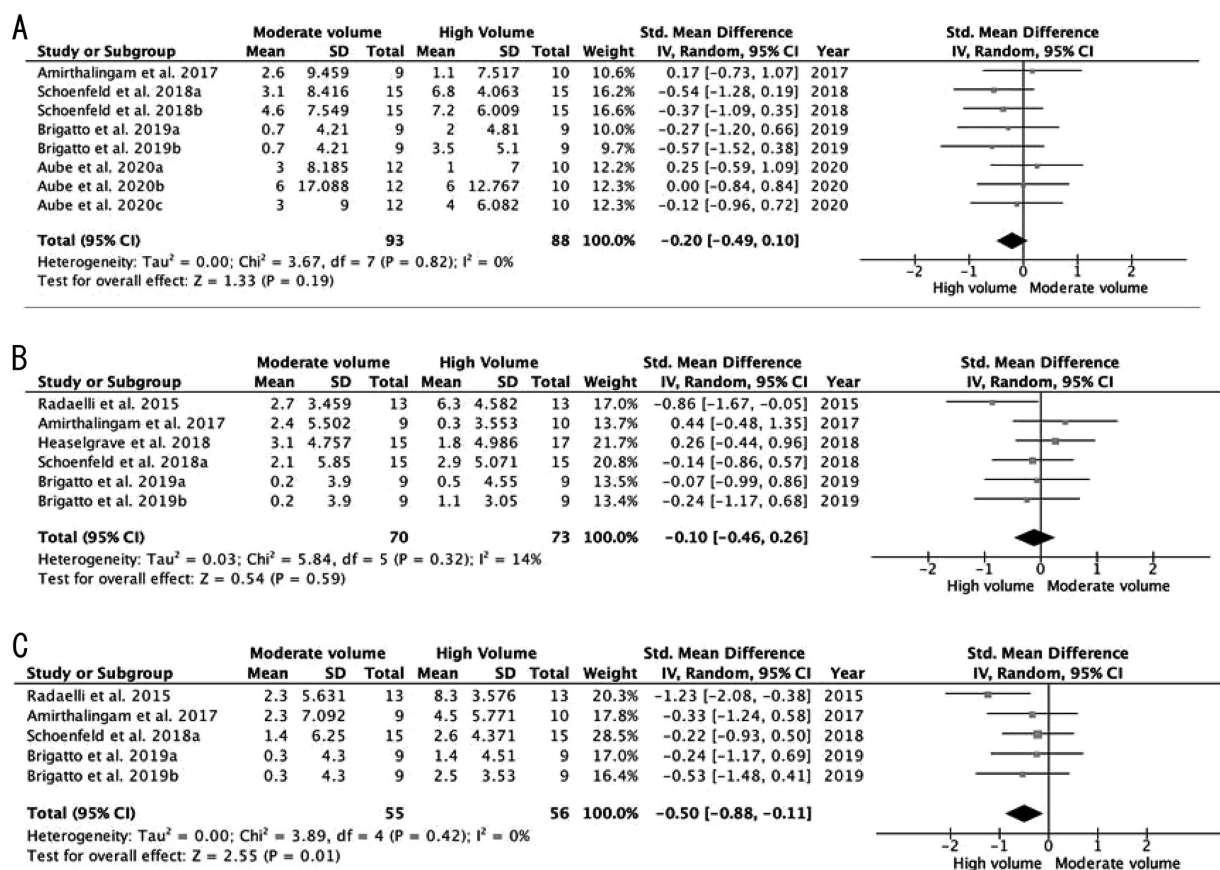 A
Moderate volume High Volume Std. Mean Difference Std. Mean Difference
Study or Subgroup Mean SD Total Mean SD Total Weight IV, Random, 95% CI Year IV, Random, 95% CI
Amirthalingam et al. 2017 2.6 9.459 9 1.1 7.517 10 10.6% 0.17 [-0.73, 1.07] 2017
Schoenfeld et al. 2018a 3.1 8.416 15 6.8 4.063 15 16.2% -0.54 [-1.28, 0.19] 2018
Schoenfeld et al. 2018b 4.6 7.549 15 7.2 6.009 15 16.6% -0.37 [-1.09, 0.35] 2018
Brigatto et al. 2019a 0.7 4.21 9 2 4.81 9 10.0% -0.27 [-1.20, 0.66] 2019
Brigatto et al. 2019b 0.7 4.21 9 3.5 5.1 9 9.7% -0.57 [-1.52, 0.38] 2019
Aube et al. 2020a 3 8.185 12 1 7 10 12.2% 0.25 [-0.59, 1.09] 2020
Aube et al. 2020b 6 17.088 12 6 12.767 10 12.3% 0.00 [-0.84, 0.84] 2020
Aube et al. 2020c 3 9 12 4 6.082 10 12.3% -0.12 [-0.96, 0.72] 2020
Total (95% CI) 93 88 100.0% -0.20 [-0.49, 0.10]
Heterogeneity: Tau² = 0.00; Chi² = 3.67, df = 7 (P = 0.82); I² = 0%
Test for overall effect: Z = 1.33 (P = 0.19)
-2 -1 0 1 2
High volume Moderate volume
B
Moderate volume High Volume Std. Mean Difference Std. Mean Difference
Study or Subgroup Mean SD Total Mean SD Total Weight IV, Random, 95% CI Year IV, Random, 95% CI
Radaelli et al. 2015 2.7 3.459 13 6.3 4.582 13 17.0% -0.86 [-1.67, -0.05] 2015
Amirthalingam et al. 2017 2.4 5.502 9 0.3 3.553 10 13.7% 0.44 [-0.48, 1.35] 2017
Heaselgrave et al. 2018 3.1 4.757 15 1.8 4.986 17 21.7% 0.26 [-0.44, 0.96] 2018
Schoenfeld et al. 2018a 2.1 5.85 15 2.9 5.071 15 20.8% -0.14 [-0.86, 0.57] 2018
Brigatto et al. 2019a 0.2 3.9 9 0.5 4.55 9 13.5% -0.07 [-0.99, 0.86] 2019
Brigatto et al. 2019b 0.2 3.9 9 1.1 3.05 9 13.4% -0.24 [-1.17, 0.68] 2019
Total (95% CI) 70 73 100.0% -0.10 [-0.46, 0.26]
Heterogeneity: Tau² = 0.03; Chi² = 5.84, df = 5 (P = 0.32); I² = 14%
Test for overall effect: Z = 0.54 (P = 0.59)
-2 -1 0 1 2
High volume Moderate volume
C
Moderate volume High Volume Std. Mean Difference Std. Mean Difference
Study or Subgroup Mean SD Total Mean SD Total Weight IV, Random, 95% CI Year IV, Random, 95% CI
Radaelli et al. 2015 2.3 5.631 13 8.3 3.576 13 20.3% -1.23 [-2.08, -0.38] 2015
Amirthalingam et al. 2017 2.3 7.092 9 4.5 5.771 10 17.8% -0.33 [-1.24, 0.58] 2017
Schoenfeld et al. 2018a 1.4 6.25 15 2.6 4.371 15 28.5% -0.22 [-0.93, 0.50] 2018
Brigatto et al. 2019a 0.3 4.3 9 1.4 4.51 9 17.0% -0.24 [-1.17, 0.69] 2019
Brigatto et al. 2019b 0.3 4.3 9 2.5 3.53 9 16.4% -0.53 [-1.48, 0.41] 2019
Total (95% CI) 55 56 100.0% -0.50 [-0.88, -0.11]
Heterogeneity: Tau² = 0.00; Chi² = 3.89, df = 4 (P = 0.42); I² = 0%
Test for overall effect: Z = 2.55 (P = 0.01)
-2 -1 0 1 2
High volume Moderate volume